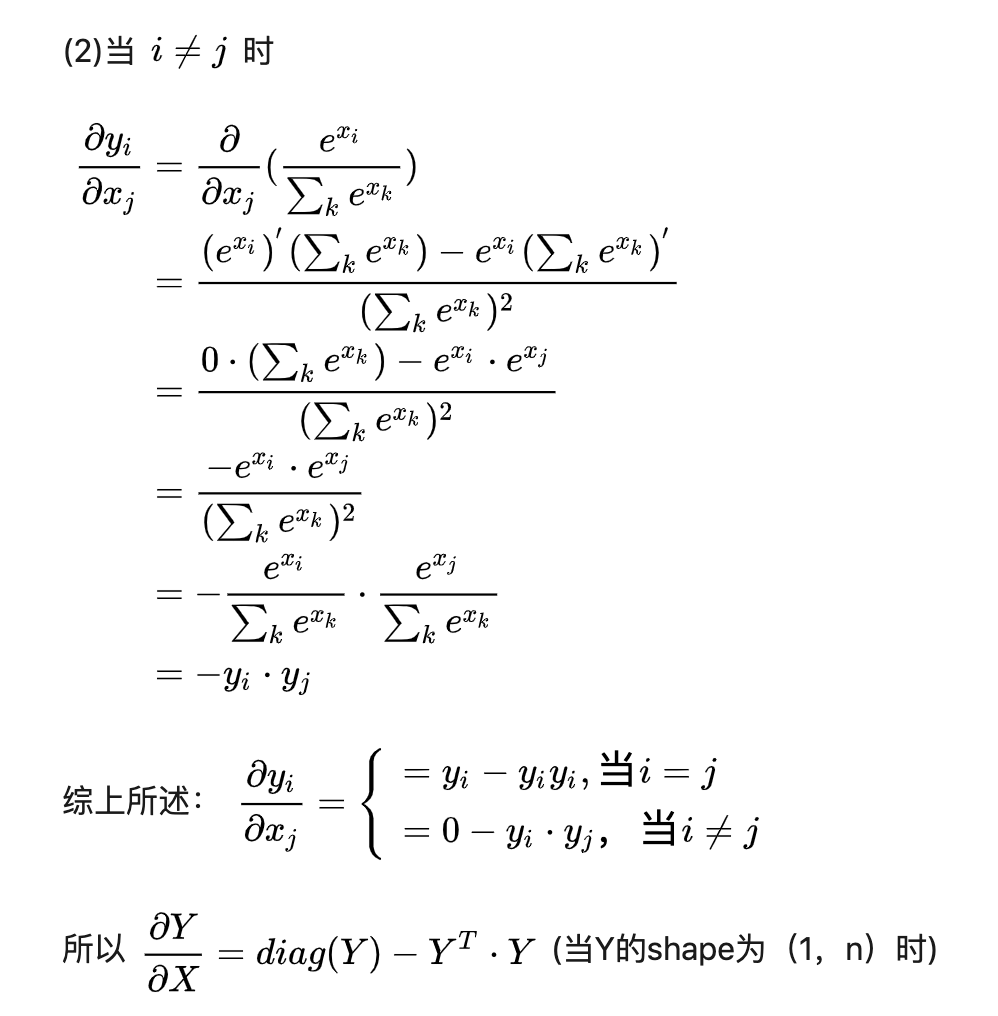 (2)当 $i \neq j$ 时
$\frac{\partial y_i}{\partial x_j} = \frac{\partial}{\partial x_j}(\frac{e^{x_i}}{\sum_k e^{x_k}})$
$= \frac{(e^{x_i})'(\sum_k e^{x_k}) - e^{x_i}(\sum_k e^{x_k})'}{(\sum_k e^{x_k})^2}$
$= \frac{0 \cdot (\sum_k e^{x_k}) - e^{x_i} \cdot e^{x_j}}{(\sum_k e^{x_k})^2}$
$= \frac{-e^{x_i} \cdot e^{x_j}}{(\sum_k e^{x_k})^2}$
$= -\frac{e^{x_i}}{\sum_k e^{x_k}} \cdot \frac{e^{x_j}}{\sum_k e^{x_k}}$
$= -y_i \cdot y_j$
综上所述： $\frac{\partial y_i}{\partial x_j} = \begin{cases} = y_i - y_i y_i, 当 i = j \\ = 0 - y_i \cdot y_j， 当 i \neq j \end{cases}$
所以 $\frac{\partial Y}{\partial X} = diag(Y) - Y^T \cdot Y$ (当Y的shape为（1，n）时)